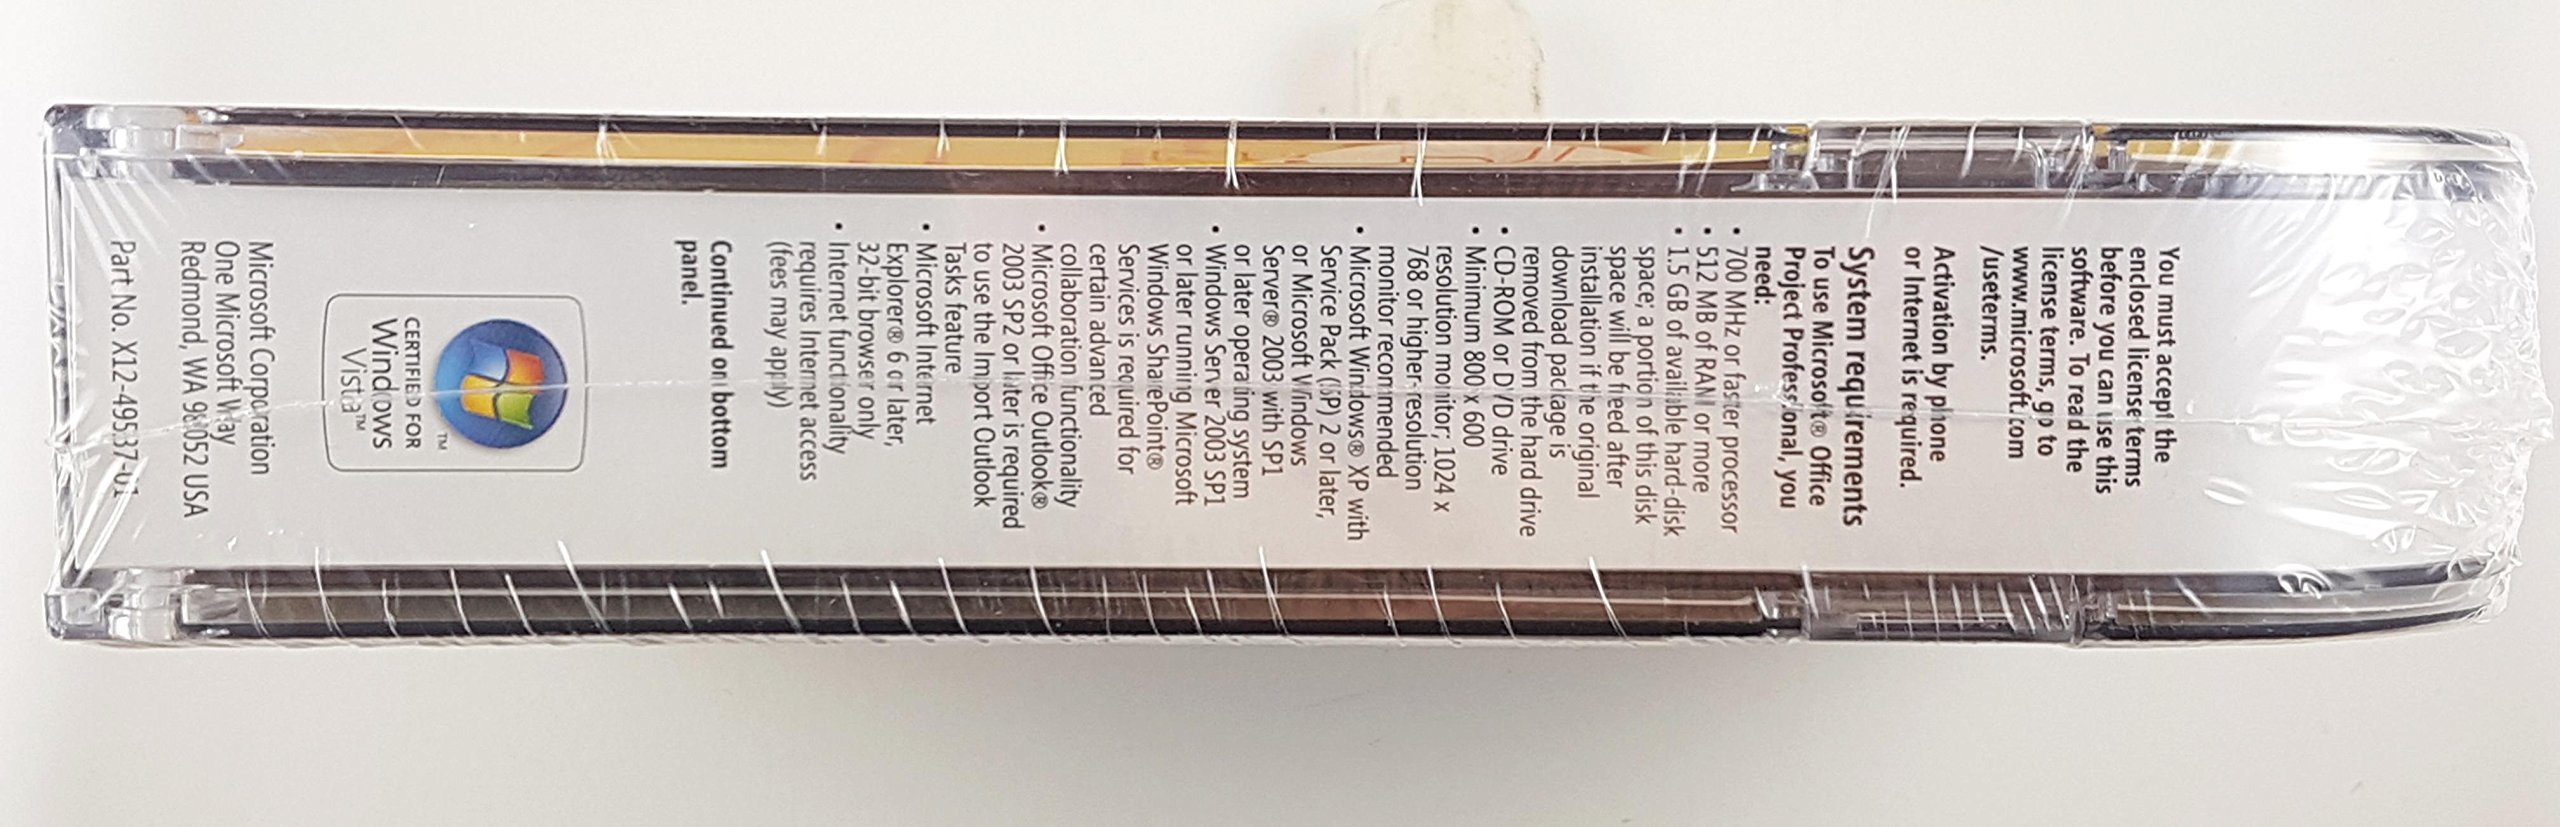 You must accept the
enclosed license terms
before you can use this
software. To read the
license terms, go to
www.microsoft.com
/useterms.
Activation by phone
or Internet is required.
System requirements
To use Microsoft® Office
Project Professional, you
need:
• 700 MHz or faster processor
• 512 MB of RAM or more
• 1.5 GB of available hard-disk
space; a portion of this disk
space will be freed after
installation if the original
download package is
removed from the hard drive
• CD-ROM or DVD drive
• Minimum 800 x 600
resolution monitor; 1024 x
768 or higher-resolution
monitor recommended
• Microsoft Windows® XP with
Service Pack (SP) 2 or later,
or Microsoft Windows
Server® 2003 with SP1
or later operating system
• Windows Server 2003 SP1
or later running Microsoft
Windows SharePoint®
Services is required for
certain advanced
collaboration functionality
• Microsoft Office Outlook®
2003 SP2 or later is required
to use the Import Outlook
Tasks feature
• Microsoft Internet
Explorer® 6 or later,
32-bit browser only
• Internet functionality
requires Internet access
(fees may apply)
Continued on bottom
panel.
TM
CERTIFIED FOR
Windows
Vista™
Microsoft Corporation
One Microsoft Way
Redmond, WA 98052 USA
Part No. X12-49537-01